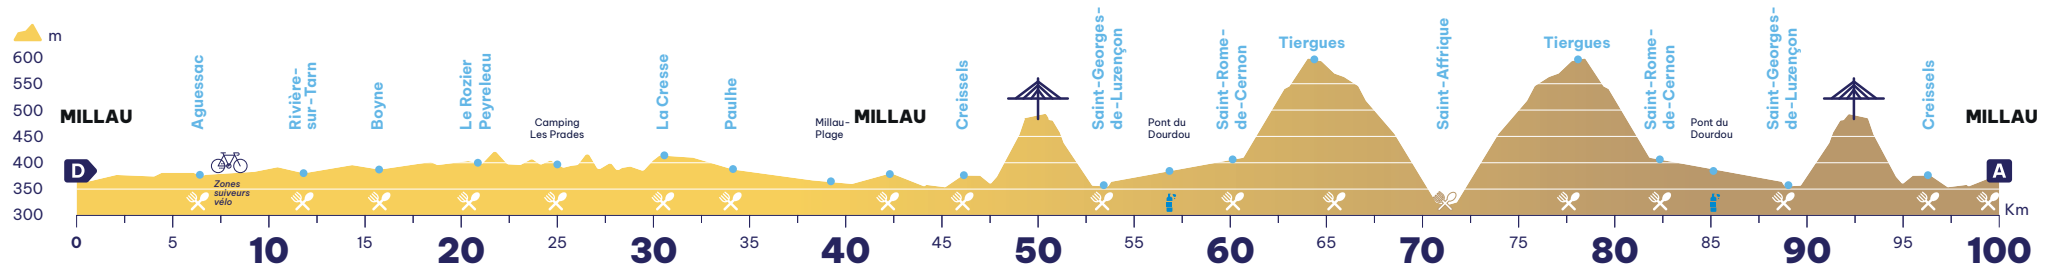 m
600
550
500
450
400
350
300
MILLAU
D
Aguessac
Zones
suiveurs
vélo
Rivière-
sur-Tarn
Boyne
Le Rozier
Peyreleau
Camping
Les Prades
La Cresse
Paulhe
Millau-
Plage
MILLAU
Creissels
Saint-Georges-
de-Luzençon
Pont du
Dourdou
Saint-Rome-
de-Cernon
Tiergues
Saint-Affrique
Tiergues
Saint-Rome-
de-Cernon
Pont du
Dourdou
Saint-Georges-
de-Luzençon
Creissels
MILLAU
A
Km
0 5 10 15 20 25 30 35 40 45 50 55 60 65 70 75 80 85 90 95 100